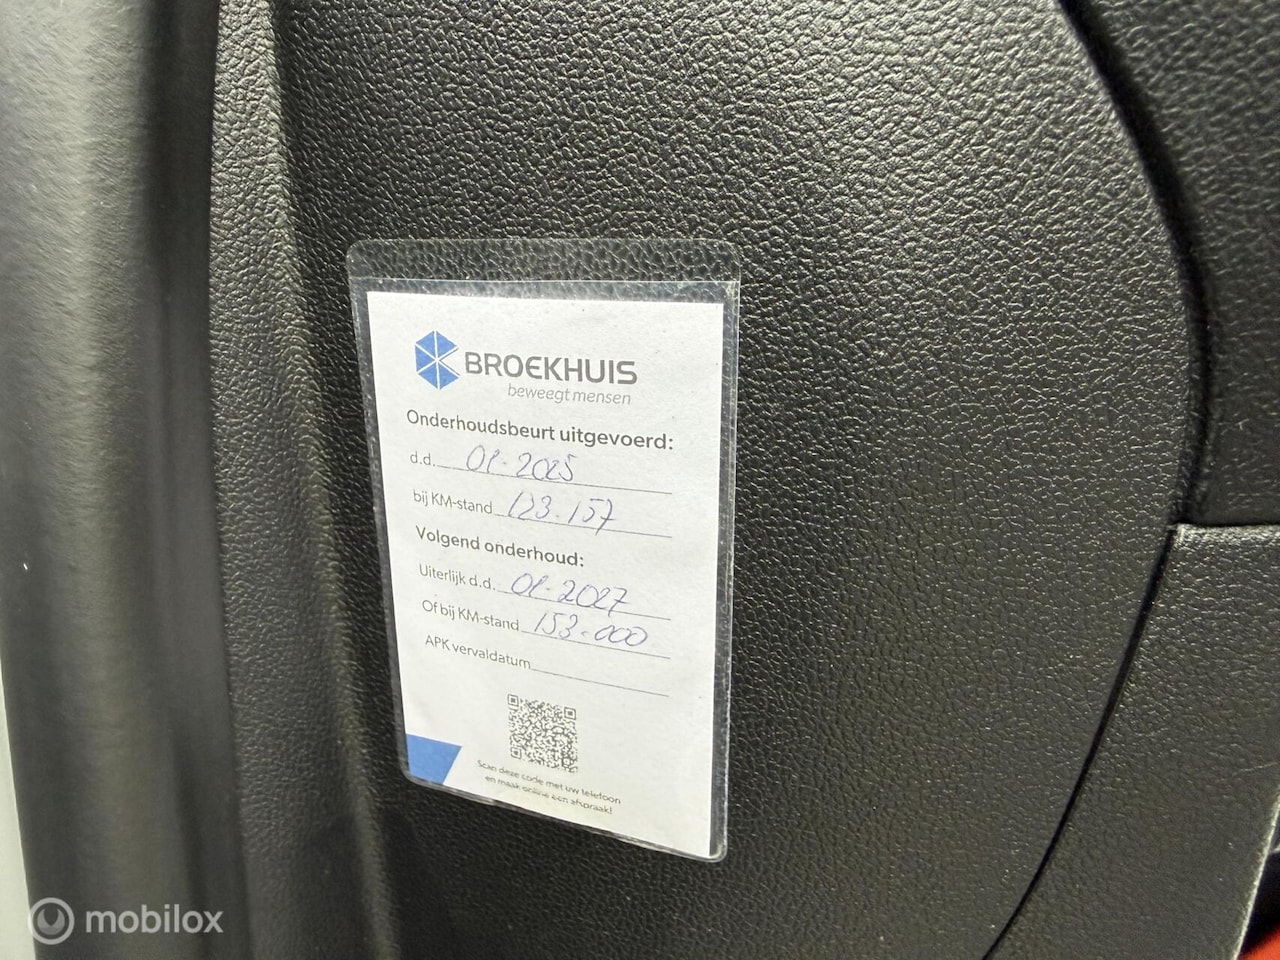 BROEKHUIS
beweegt mensen
Onderhoudsbeurt uitgevoerd:
d.d. 01-2025
bij KM-stand 123.157
Volgend onderhoud:
Uiterlijk d.d. 01-2027
Of bij KM-stand 153.000
APK vervaldatum
Scan deze code met uw telefoon
en maak online een afspraak!
mobilox